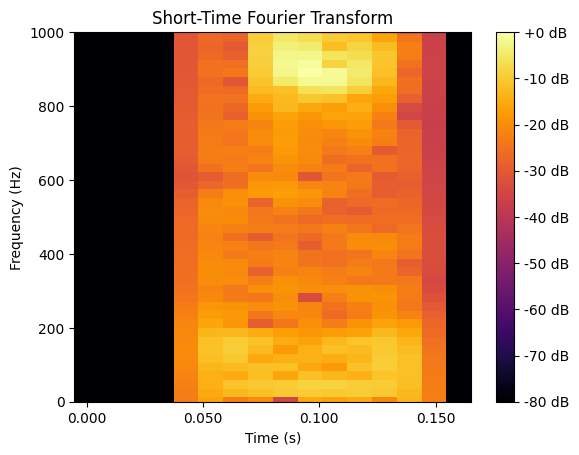 Short-Time Fourier Transform
1000
800
600
400
200
0
Frequency (Hz)
0.000
0.050
0.100
0.150
Time (s)
+0 dB
-10 dB
-20 dB
-30 dB
-40 dB
-50 dB
-60 dB
-70 dB
-80 dB